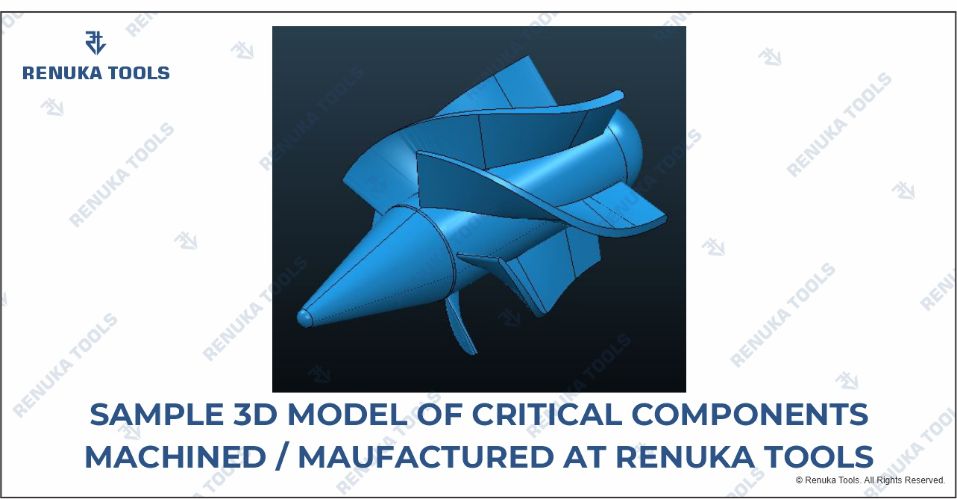 RENUKA TOOLS
SAMPLE 3D MODEL OF CRITICAL COMPONENTS
MACHINED / MAUFACTURED AT RENUKA TOOLS
© Renuka Tools. All Rights Reserved.